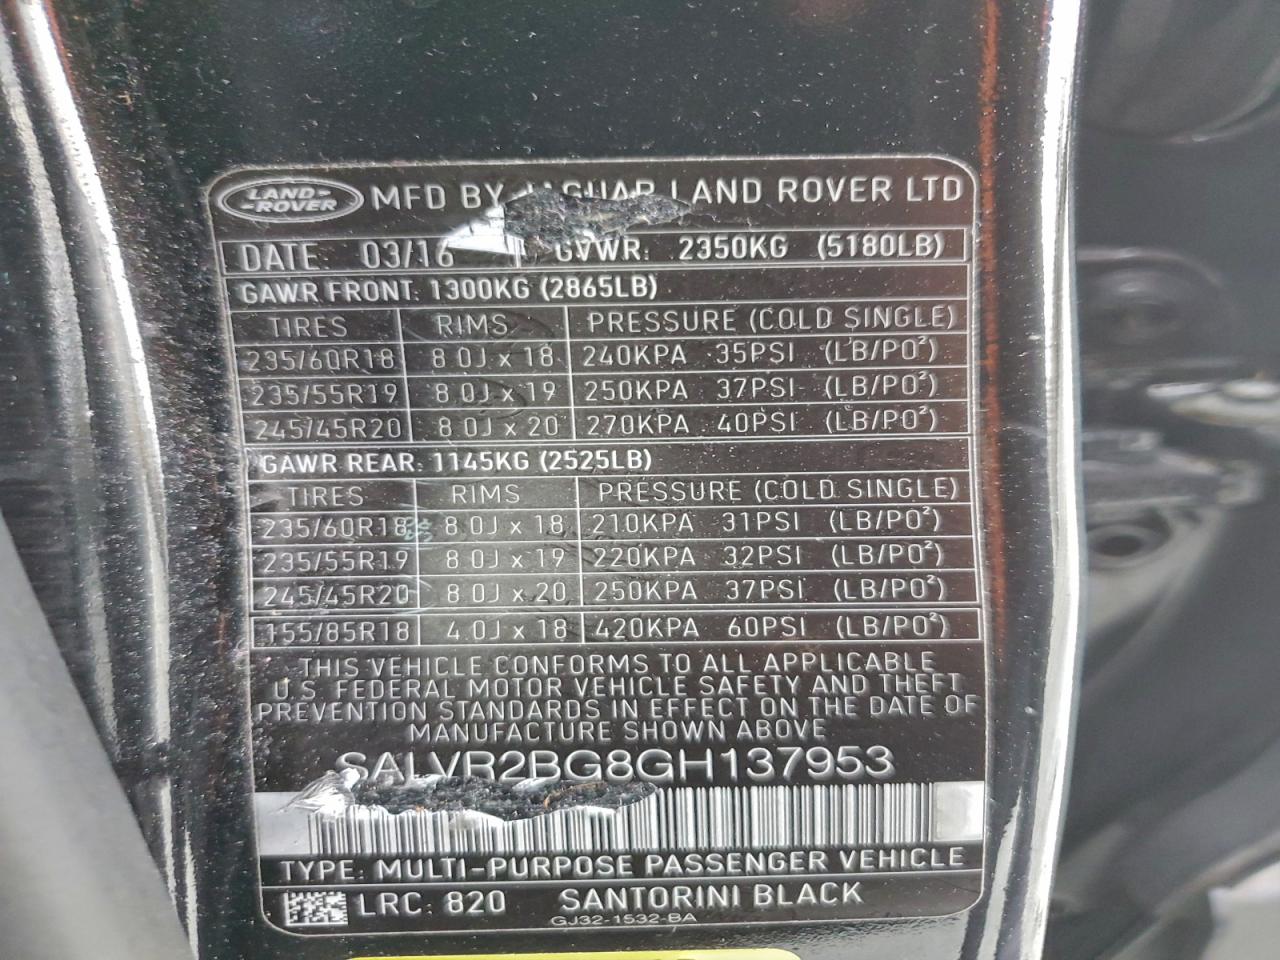 LAND-ROVER MFD BY JAGUAR LAND ROVER LTD
DATE: 03/16 GVWR: 2350KG (5180LB)
GAWR FRONT: 1300KG (2865LB)
TIRES RIMS PRESSURE (COLD SINGLE)
235/60R18 8.0J x 18 240KPA 35PSI (LB/PO²)
235/55R19 8.0J x 19 250KPA 37PSI (LB/PO²)
245/45R20 8.0J x 20 270KPA 40PSI (LB/PO²)
GAWR REAR: 1145KG (2525LB)
TIRES RIMS PRESSURE (COLD SINGLE)
235/60R18 8.0J x 18 210KPA 31PSI (LB/PO²)
235/55R19 8.0J x 19 220KPA 32PSI (LB/PO²)
245/45R20 8.0J x 20 250KPA 37PSI (LB/PO²)
155/85R18 4.0J x 18 420KPA 60PSI (LB/PO²)
THIS VEHICLE CONFORMS TO ALL APPLICABLE
U.S. FEDERAL MOTOR VEHICLE SAFETY AND THEFT
PREVENTION STANDARDS IN EFFECT ON THE DATE OF
MANUFACTURE SHOWN ABOVE
SALVR2BG8GH137953
TYPE: MULTI-PURPOSE PASSENGER VEHICLE
LRC: 820 SANTORINI BLACK
GJ32-1532-BA